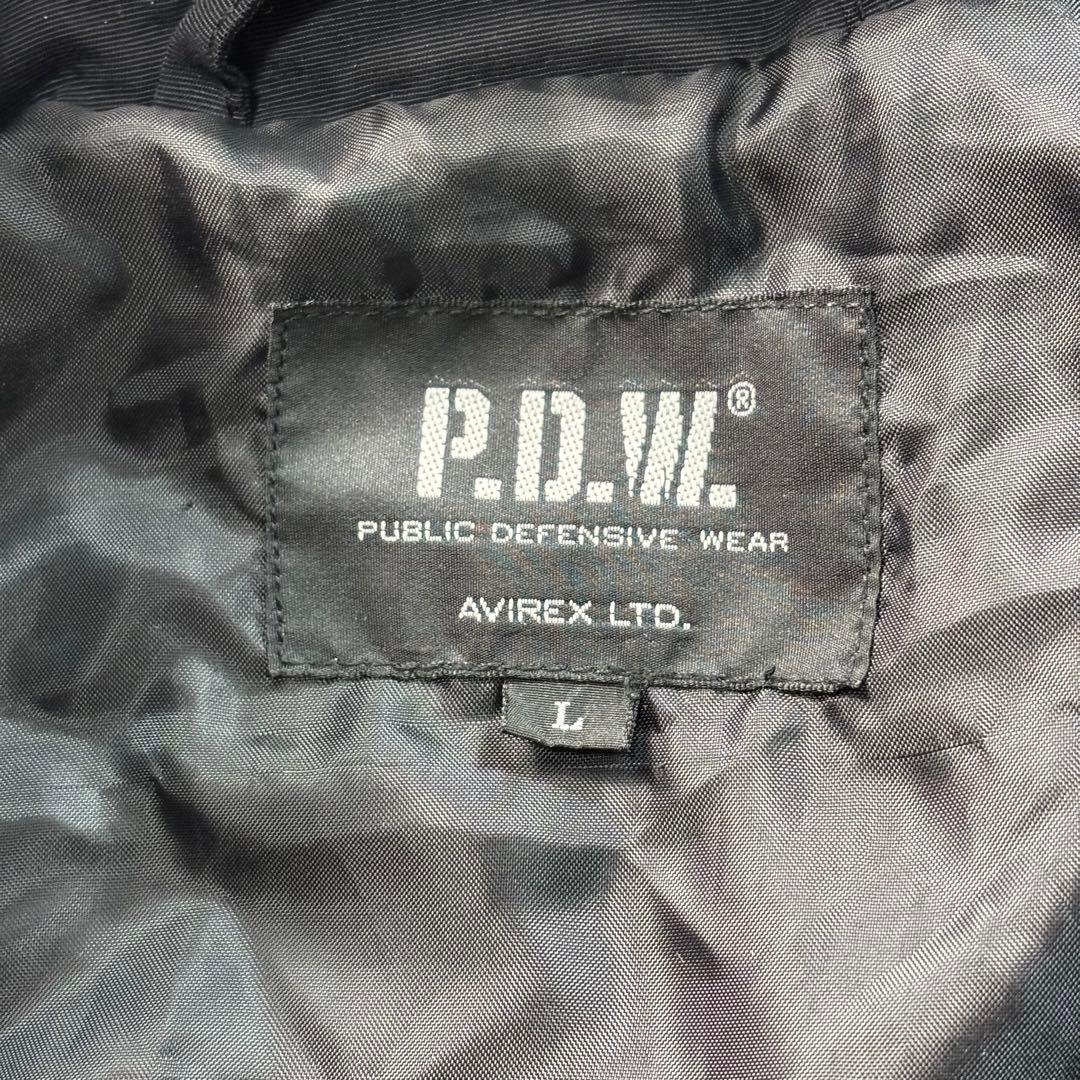 P.D.W.®
PUBLIC DEFENSIVE WEAR
AVIREX LTD.
L